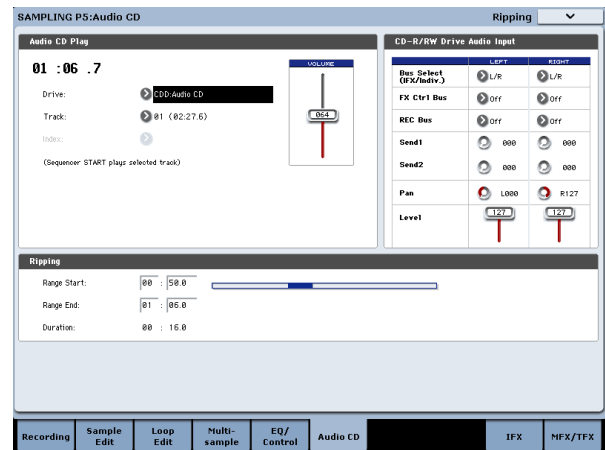 SAMPLING P5:Audio CD
Ripping
Audio CD Play
01 :06 .7
Drive: CDD:Audio CD
Track: 01 (02:27.6)
Index:
(Sequencer START plays selected track)
VOLUME
064
CD-R/RW Drive Audio Input
LEFT RIGHT
Bus Select (IFX/Indiv.) L/R L/R
FX Ctrl Bus Off Off
REC Bus Off Off
Send1 000 000
Send2 000 000
Pan L000 R127
Level 127 127
Ripping
Range Start: 00 : 50.0
Range End: 01 : 06.0
Duration: 00 : 16.0
Recording
Sample Edit
Loop Edit
Multi-sample
EQ/Control
Audio CD
IFX
MFX/TFX